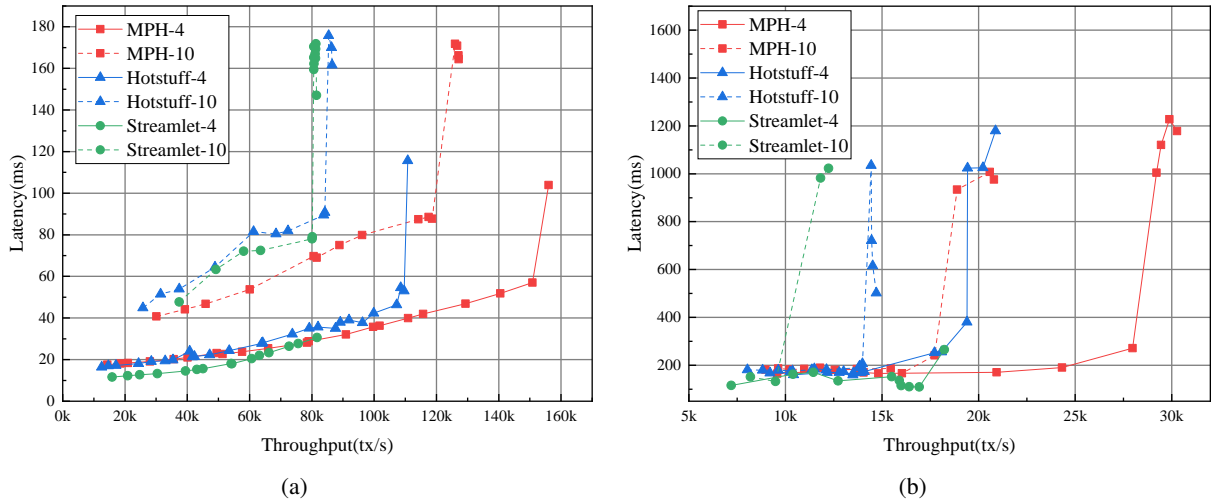 180
160
140
120
100
80
60
40
20
0
Latency(ms)
MPH-4
MPH-10
Hotstuff-4
Hotstuff-10
Streamlet-4
Streamlet-10
0k 20k 40k 60k 80k 100k 120k 140k 160k
Throughput(tx/s)
(a)
1600
1400
1200
1000
800
600
400
200
Latency(ms)
MPH-4
MPH-10
Hotstuff-4
Hotstuff-10
Streamlet-4
Streamlet-10
5k 10k 15k 20k 25k 30k
Throughput(tx/s)
(b)